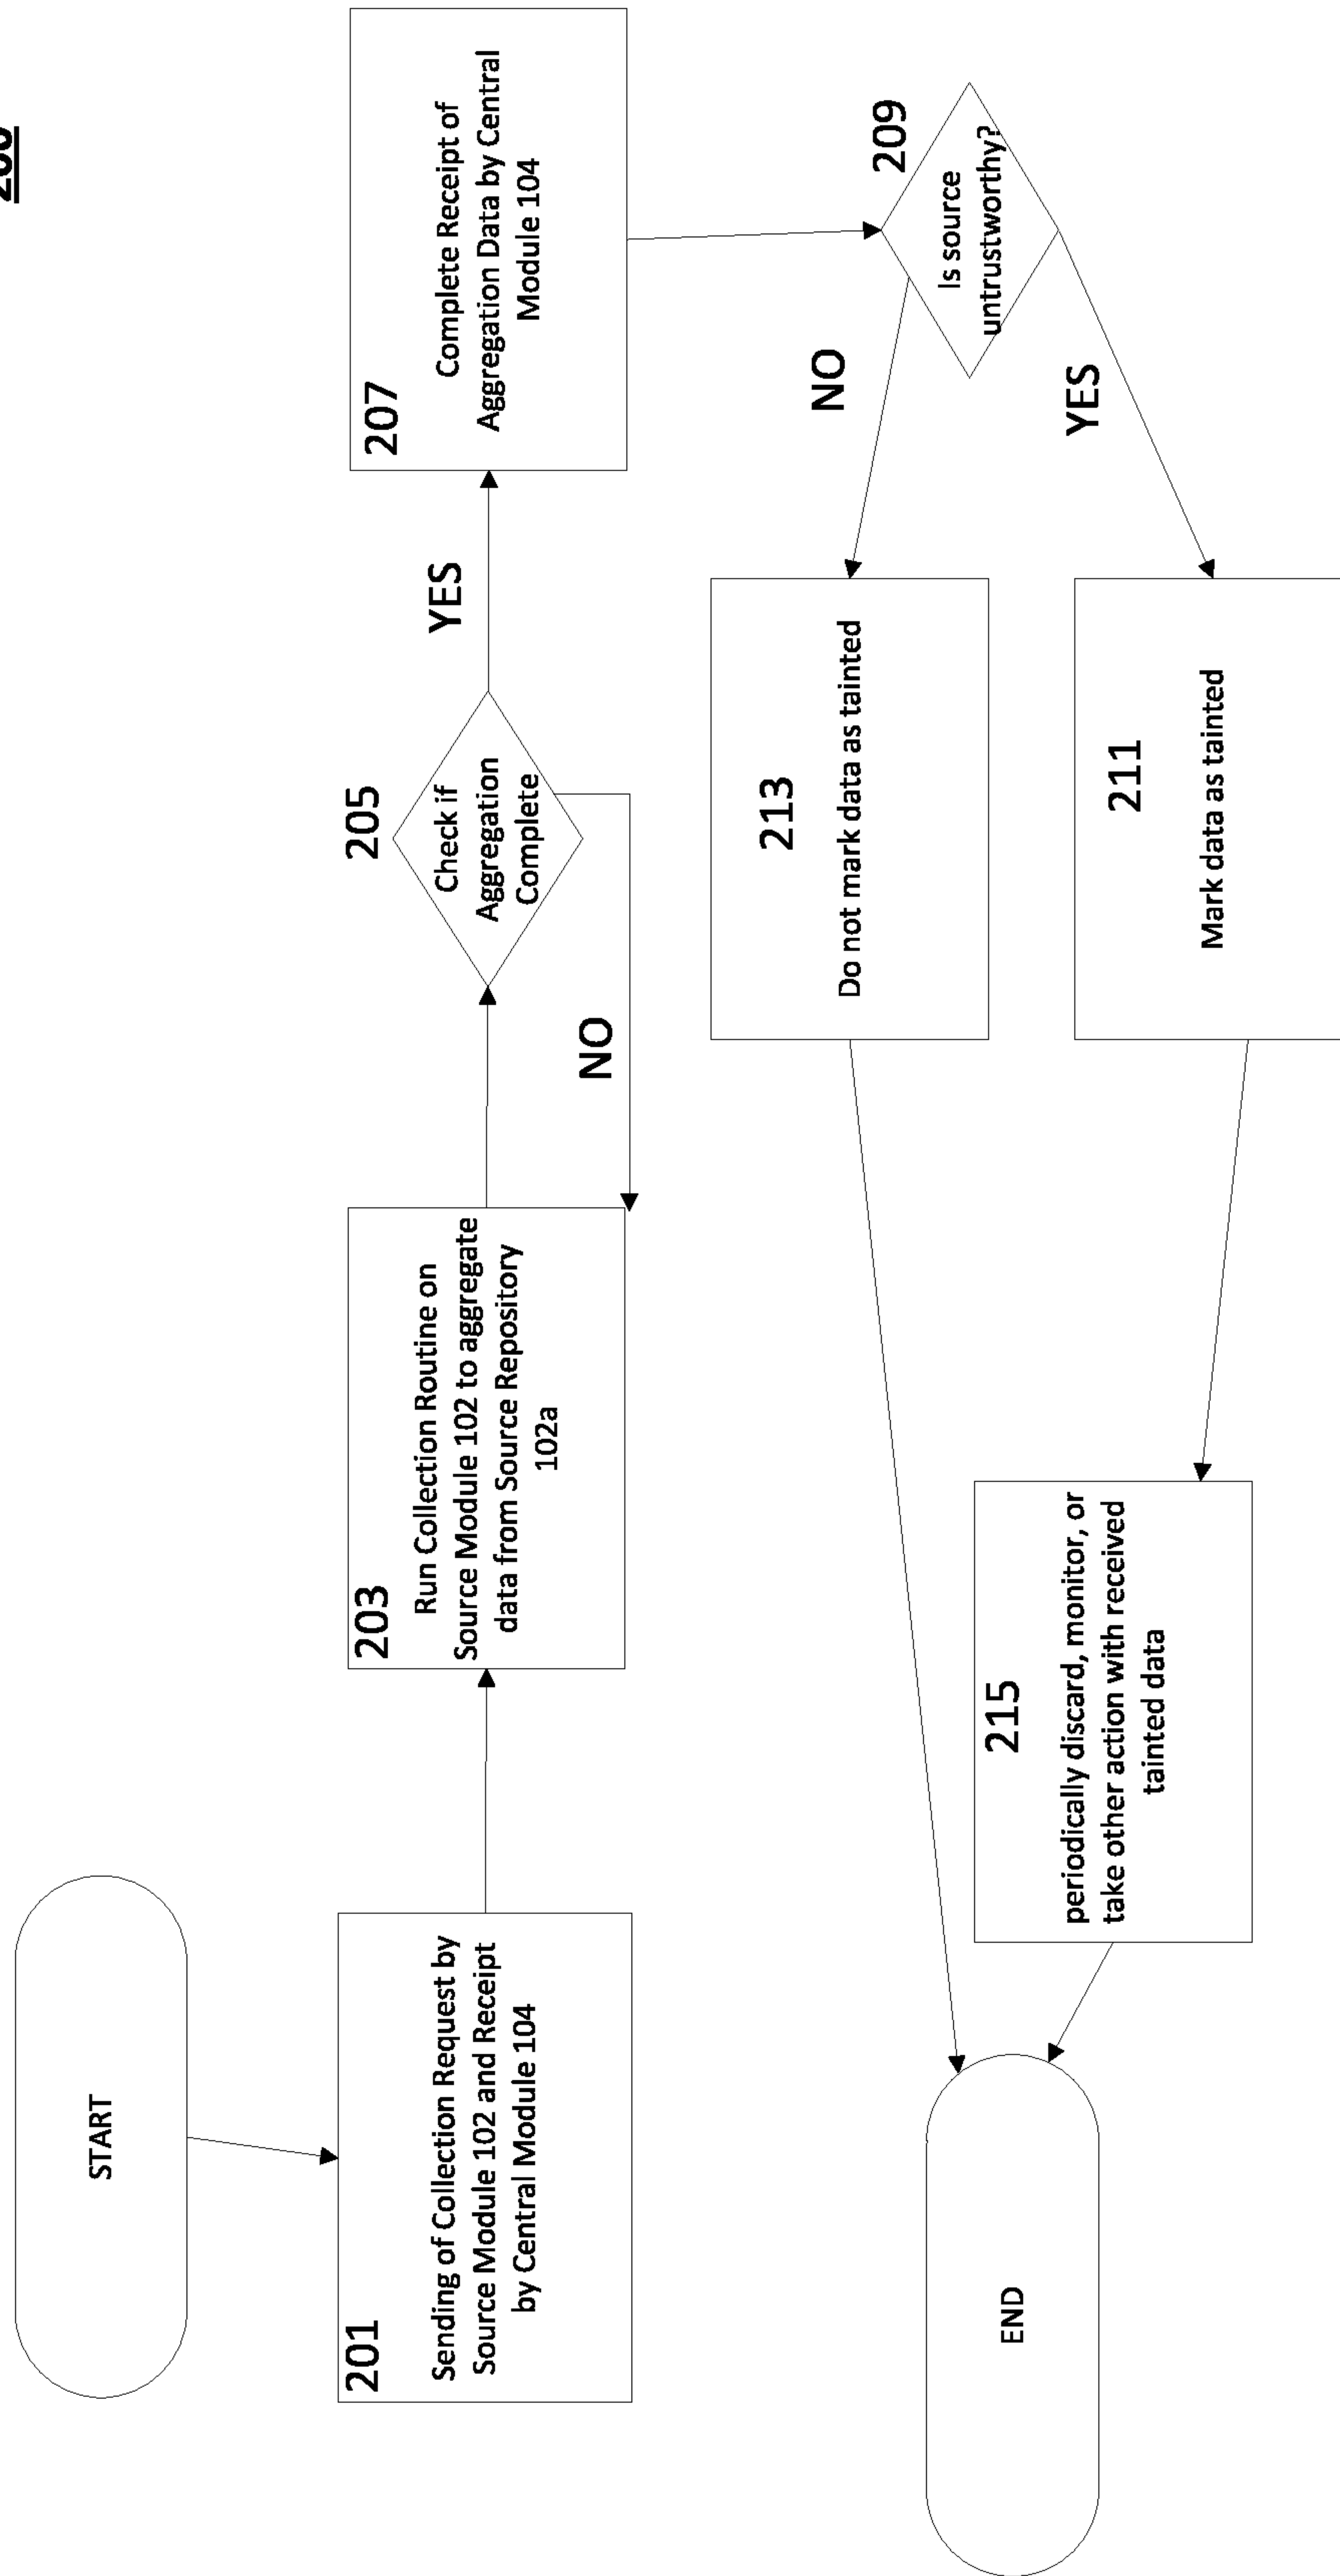 START
201
Sending of Collection Request by
Source Module 102 and Receipt
by Central Module 104
203
Run Collection Routine on
Source Module 102 to aggregate
data from Source Repository
102a
205
Check if
Aggregation
Complete
YES
NO
207
Complete Receipt of
Aggregation Data by Central
Module 104
209
Is source
untrustworthy?
NO
YES
213
Do not mark data as tainted
211
Mark data as tainted
215
periodically discard, monitor, or
take other action with received
tainted data
END